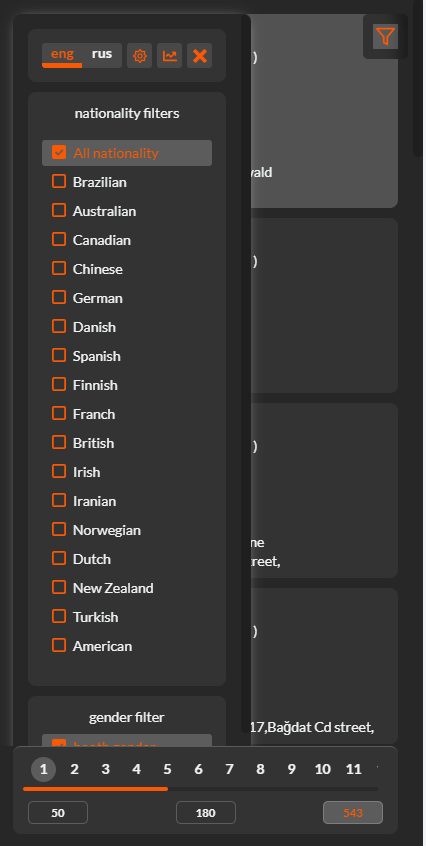 eng rus
)
nationality filters
All nationality
vald
Brazilian
Australian
Canadian
)
Chinese
German
Danish
Spanish
Finnish
Franch
British
)
Irish
Iranian
Norwegian
ne
Dutch
treet,
New Zealand
Turkish
)
American
gender filter
17,Bağdat Cd street,
1 2 3 4 5 6 7 8 9 10 11
50 180 543